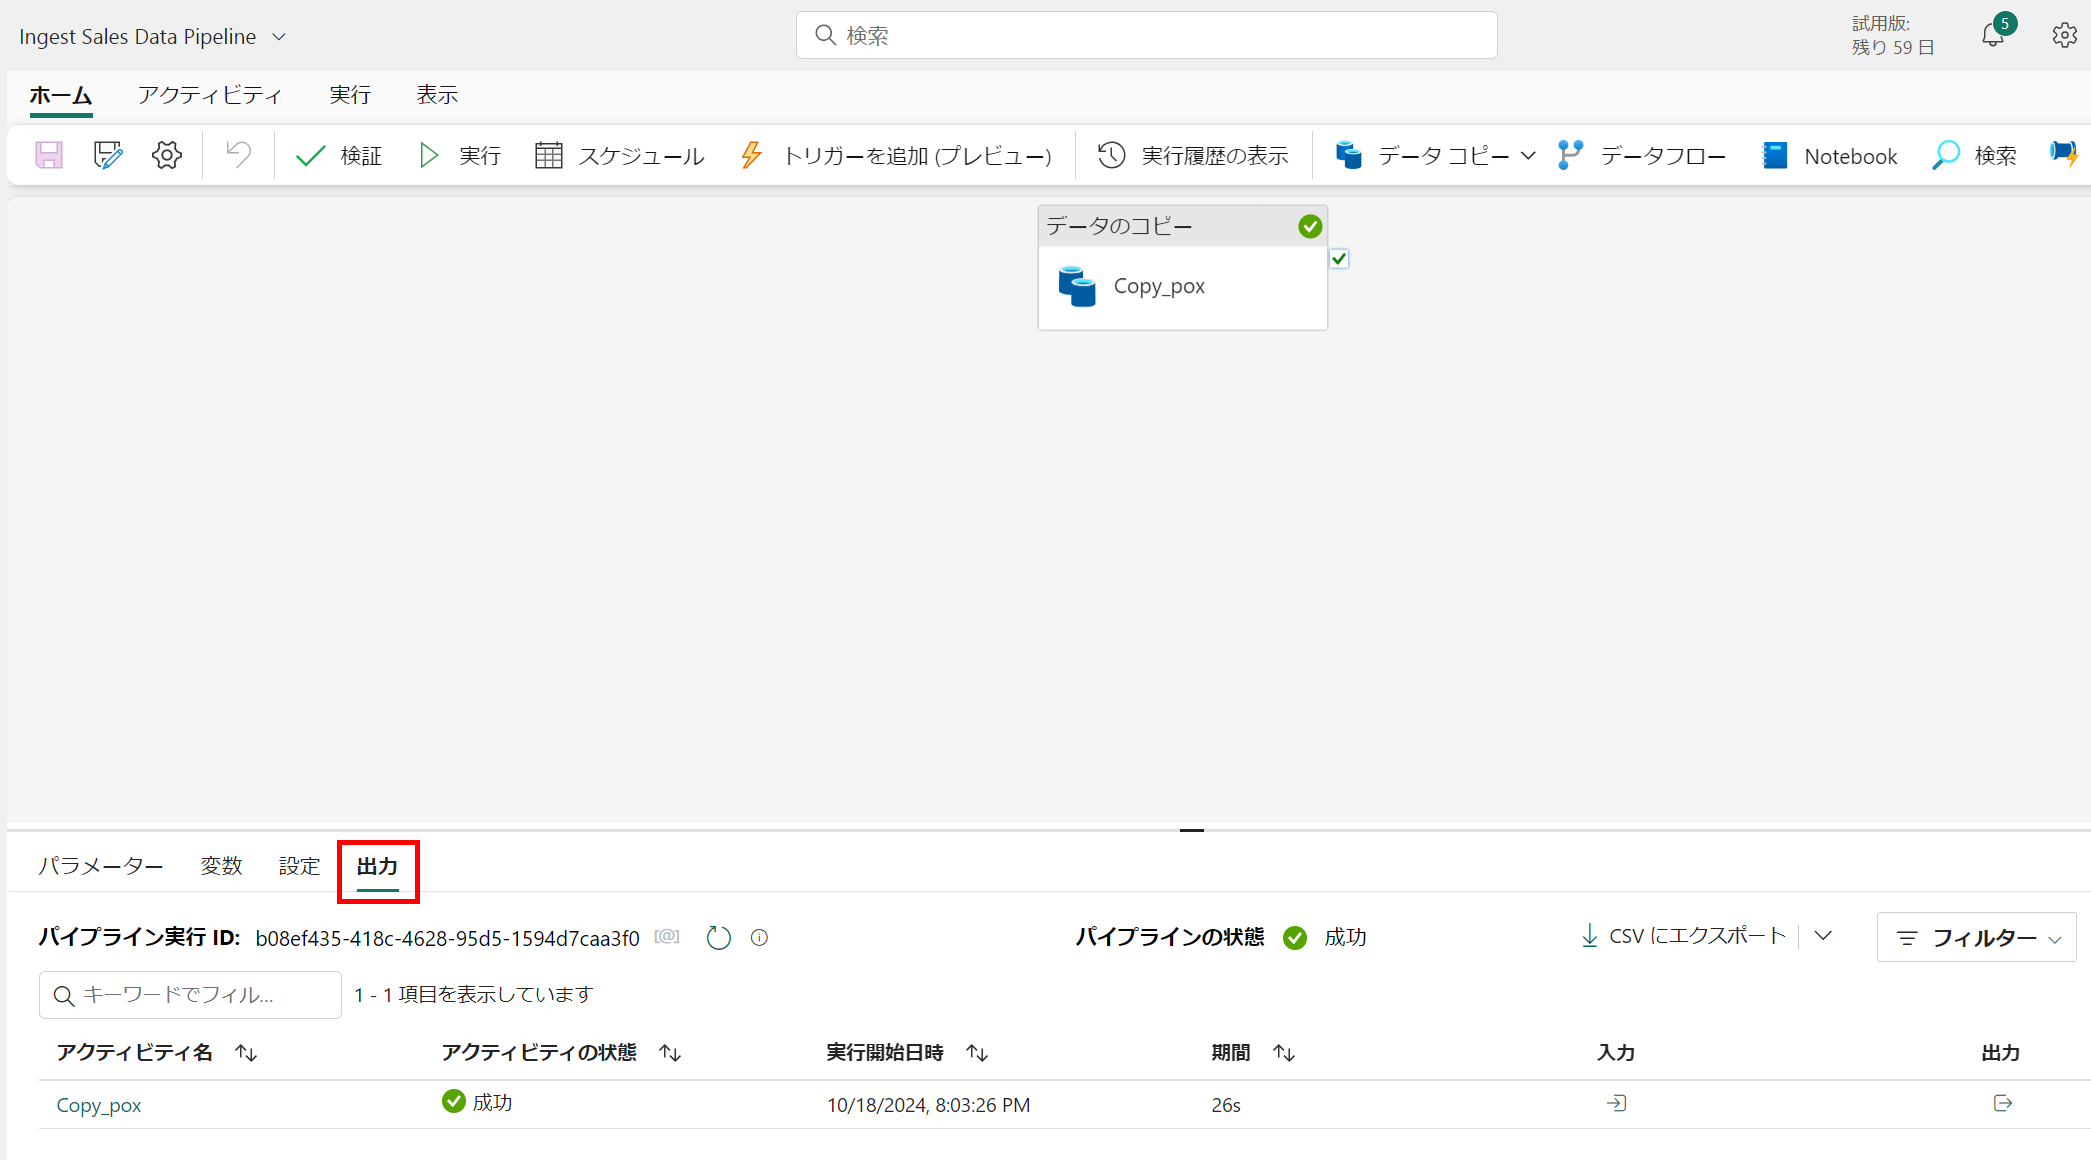 Ingest Sales Data Pipeline
検索
試用版:
残り 59 日
5
ホーム アクティビティ 実行 表示
検証 実行 スケジュール トリガーを追加 (プレビュー) 実行履歴の表示 データ コピー データフロー Notebook 検索
データのコピー
Copy_pox
パラメーター 変数 設定 出力
パイプライン実行 ID: b08ef435-418c-4628-95d5-1594d7caa3f0 [@] パイプラインの状態 成功 CSV にエクスポート フィルター
キーワードでフィル... 1 - 1 項目を表示しています
アクティビティ名 アクティビティの状態 実行開始日時 期間 入力 出力
Copy_pox 成功 10/18/2024, 8:03:26 PM 26s